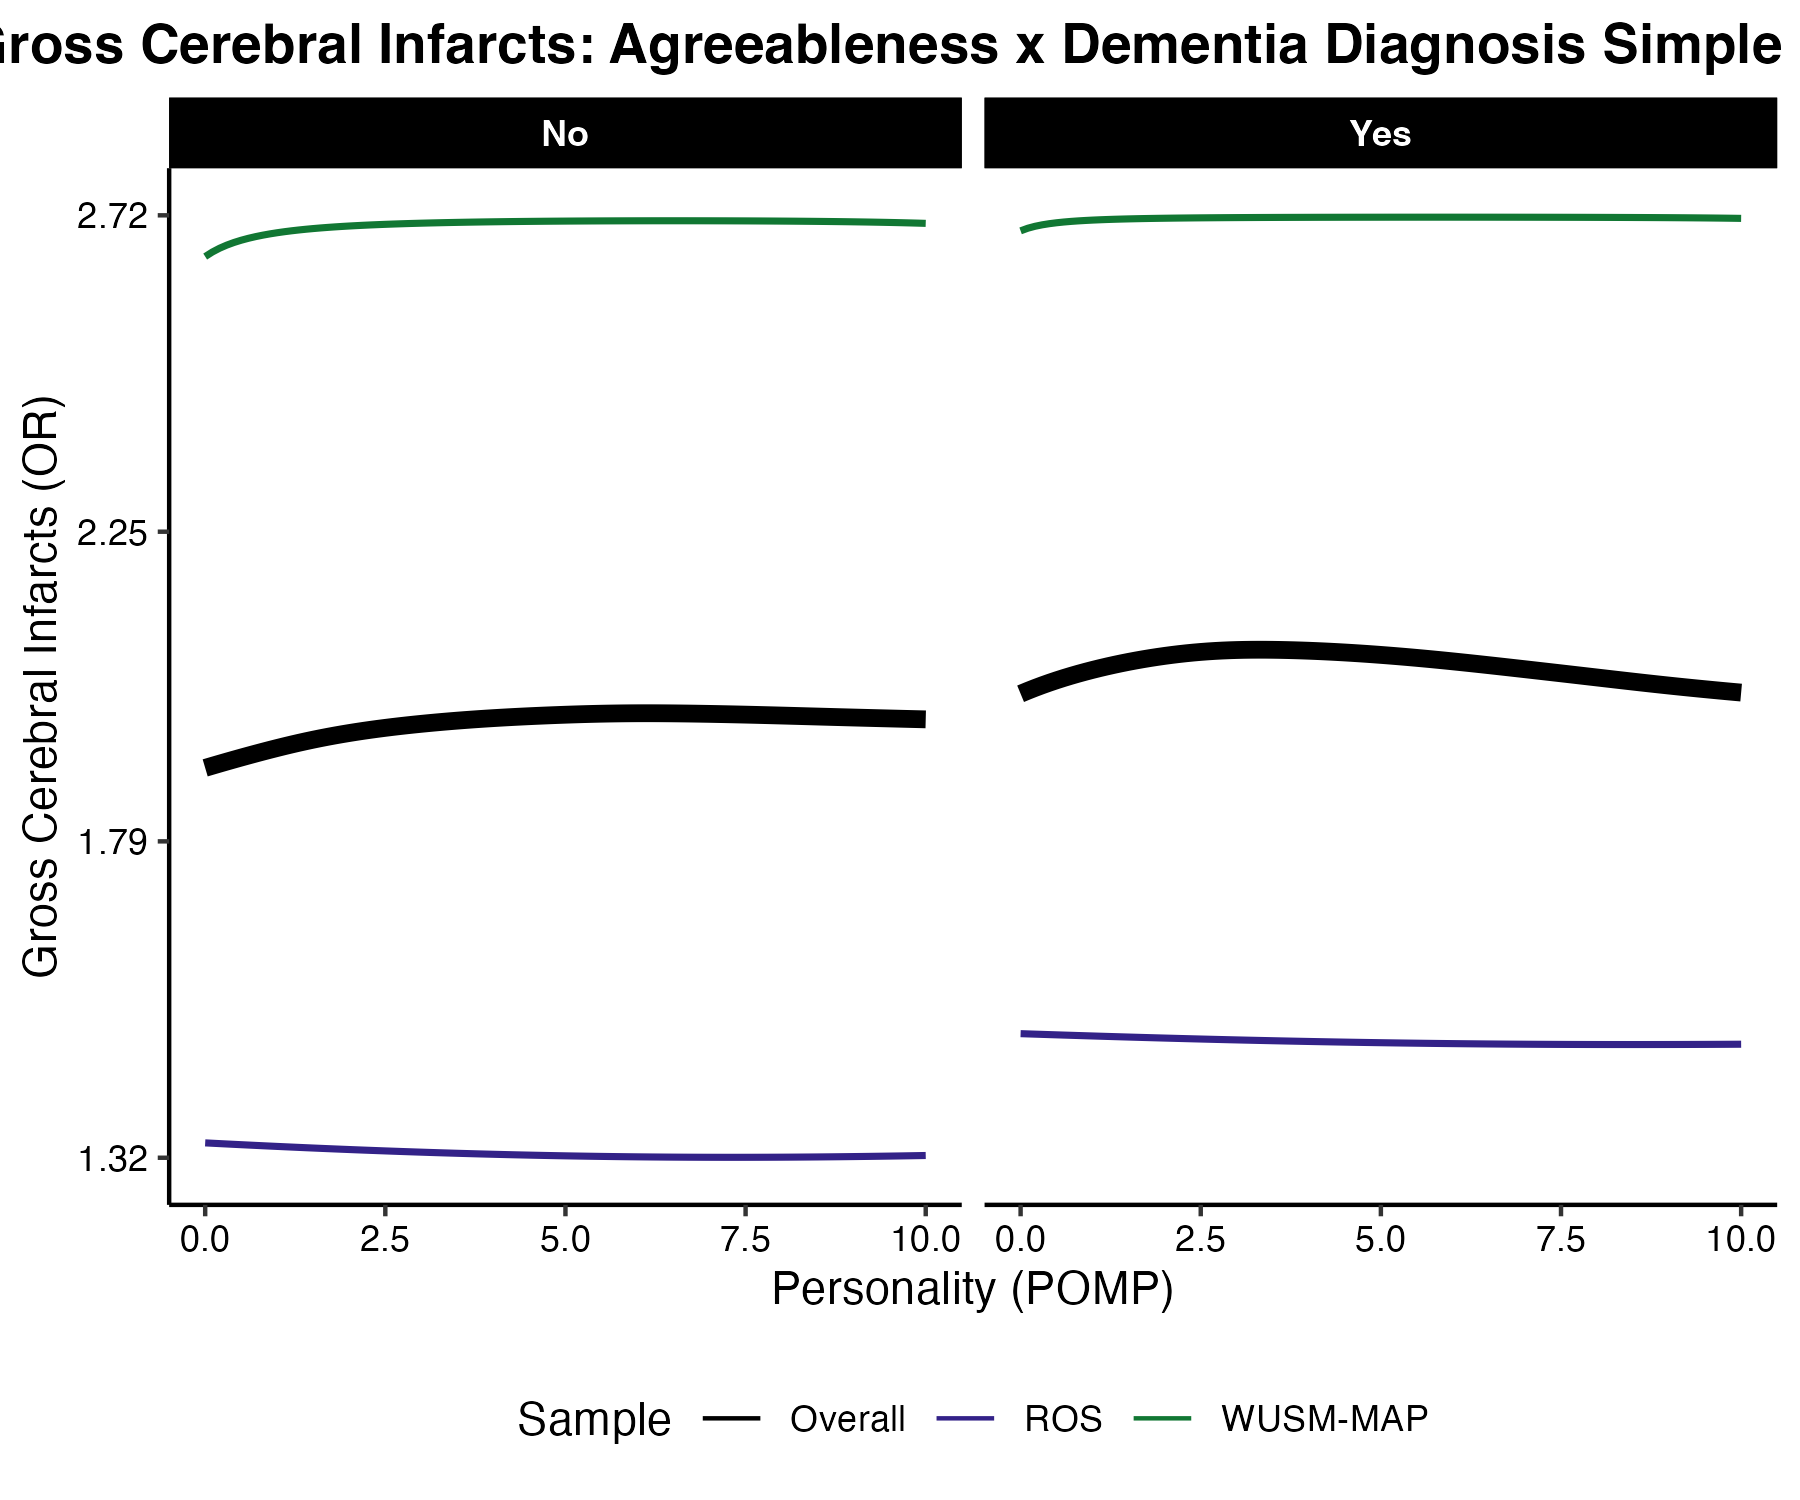 Gross Cerebral Infarcts: Agreeableness x Dementia Diagnosis Simple
No
Yes
Gross Cerebral Infarcts (OR)
2.72
2.25
1.79
1.32
0.0 2.5 5.0 7.5 10.0 0.0 2.5 5.0 7.5 10.0
Personality (POMP)
Sample Overall ROS WUSM-MAP